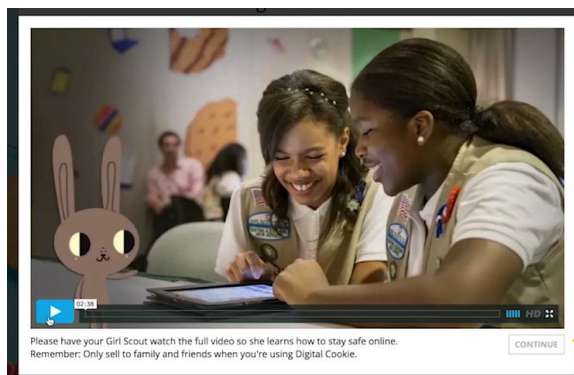 02:38
HD
Please have your Girl Scout watch the full video so she learns how to stay safe online.
Remember: Only sell to family and friends when you're using Digital Cookie.
CONTINUE